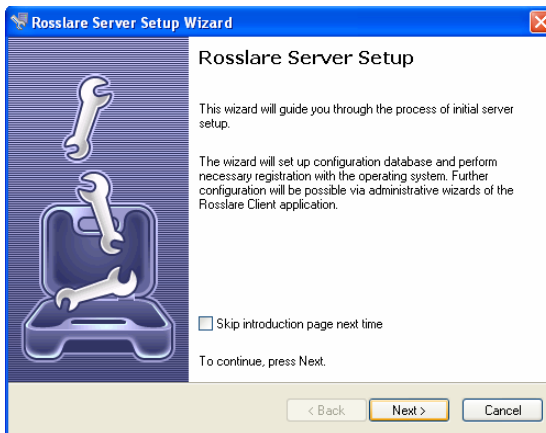 Rosslare Server Setup Wizard
Rosslare Server Setup
This wizard will guide you through the process of initial server
setup.
The wizard will set up configuration database and perform
necessary registration with the operating system. Further
configuration will be possible via administrative wizards of the
Rosslare Client application.
Skip introduction page next time
To continue, press Next.
< Back Next > Cancel